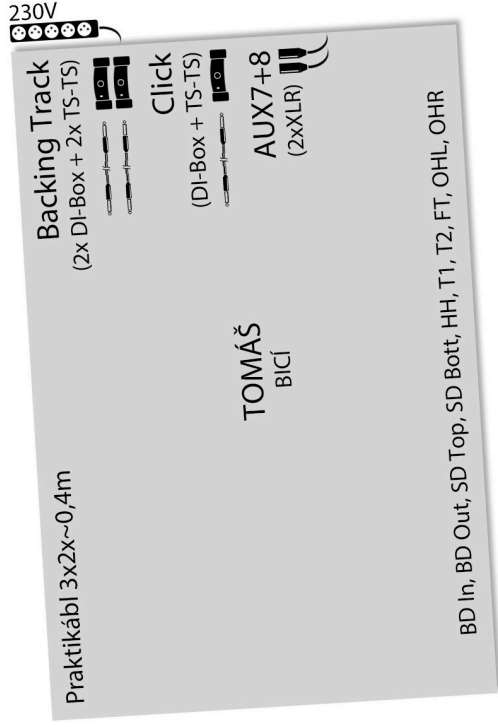 230V
Backing Track
(2x DI-Box + 2x TS-TS)
Click
(DI-Box + TS-TS)
AUX7+8
(2xXLR)
TOMÁŠ
BICÍ
Praktikábl 3x2x~0,4m
BD In, BD Out, SD Top, SD Bott, HH, T1, T2, FT, OHL, OHR